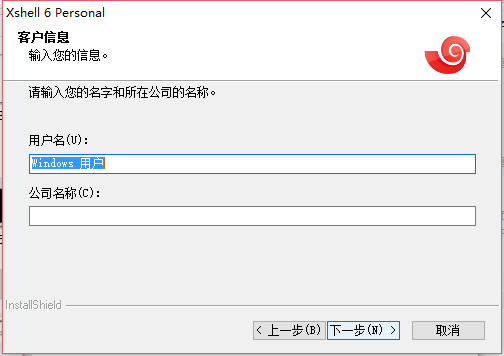 Xshell 6 Personal
客户信息
输入您的信息。
请输入您的名字和所在公司的名称。
用户名(U):
Windows 用户
公司名称(C):
InstallShield
< 上一步(B) 下一步(N) > 取消